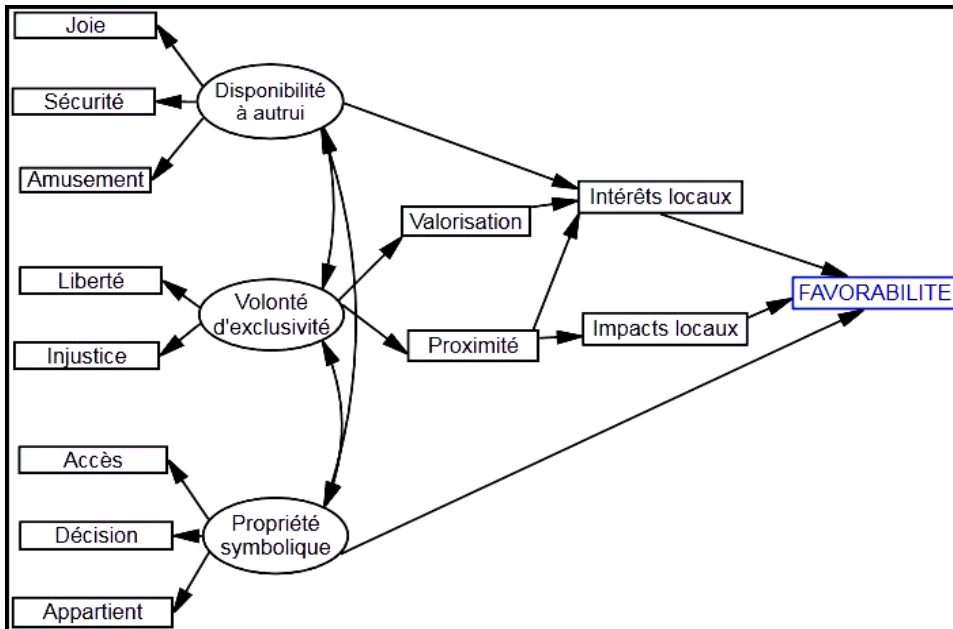 Joie
Disponibilité
à autrui
Sécurité
Amusement
Intérêts locaux
Valorisation
Liberté
Volonté
d'exclusivité
FAVORABILITE
Impacts locaux
Proximité
Injustice
Accès
Propriété
symbolique
Décision
Appartient